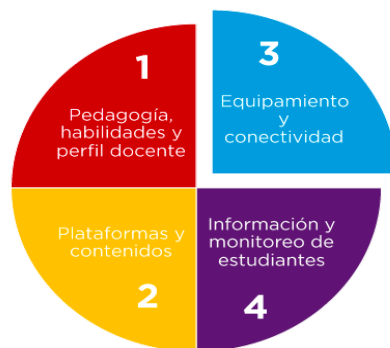 1
Pedagogía,
habilidades y
perfil docente
3
Equipamiento
y
conectividad
Plataformas y
contenidos
2
Información y
monitoreo de
estudiantes
4